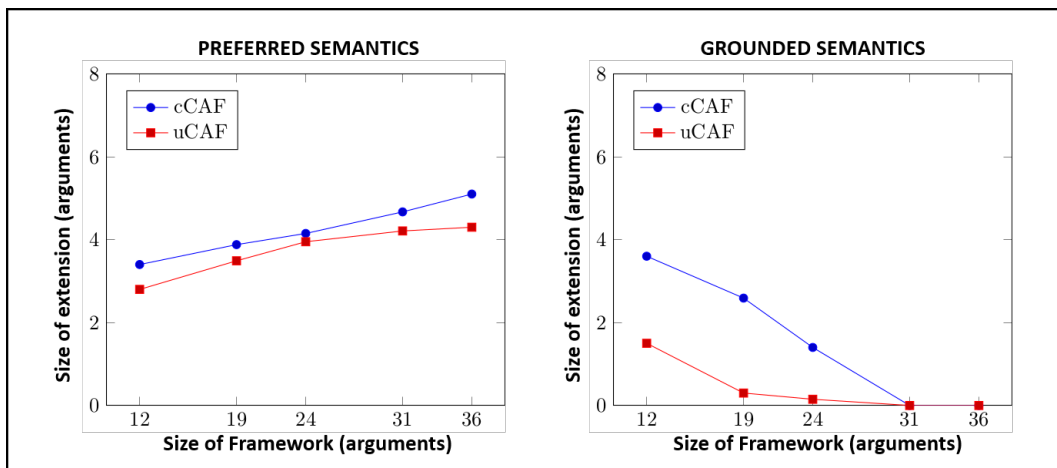 PREFERRED SEMANTICS
8
6
4
2
0
cCAF
uCAF
12 19 24 31 36
Size of extension (arguments)
Size of Framework (arguments)
GROUNDED SEMANTICS
8
6
4
2
0
cCAF
uCAF
12 19 24 31 36
Size of extension (arguments)
Size of Framework (arguments)